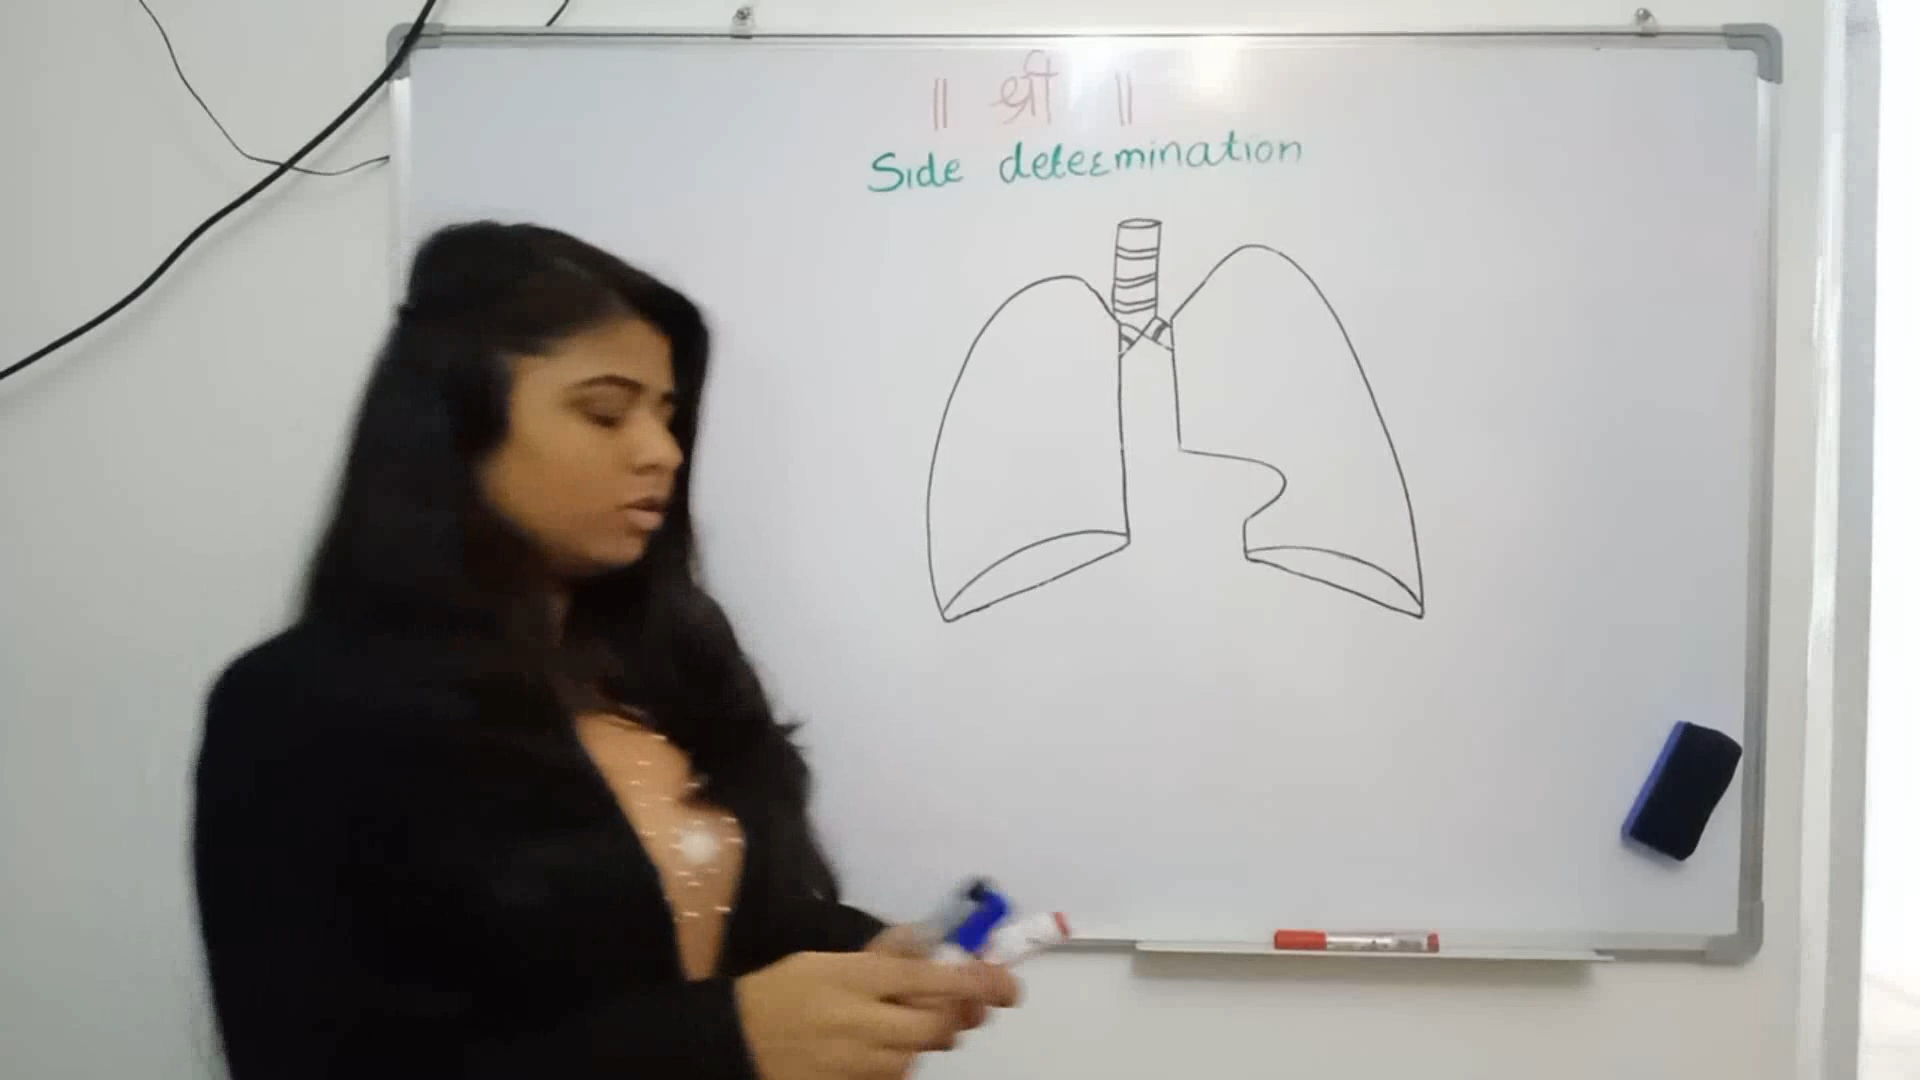 || श्री ||
Side determination